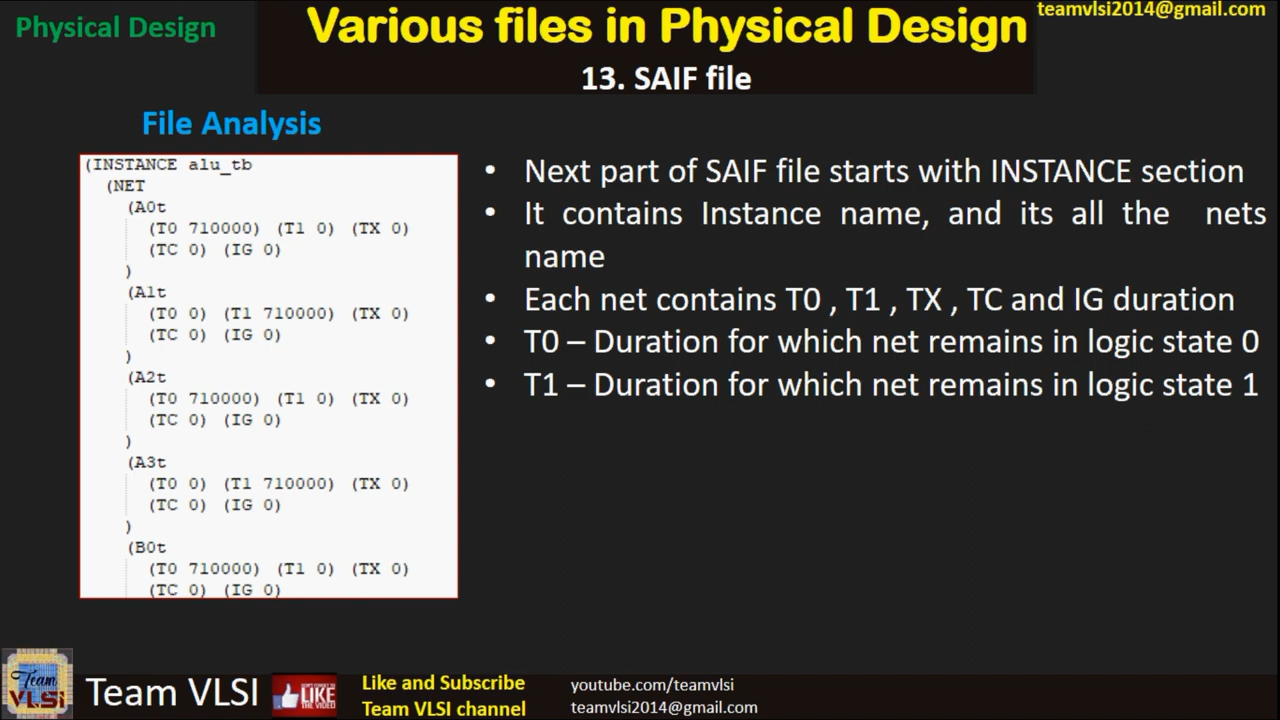 Physical Design
Various files in Physical Design
teamvlsi2014@gmail.com
13. SAIF file
File Analysis
(INSTANCE alu_tb
(NET
(A0t
(T0 710000) (T1 0) (TX 0)
(TC 0) (IG 0)
)
(A1t
(T0 0) (T1 710000) (TX 0)
(TC 0) (IG 0)
)
(A2t
(T0 710000) (T1 0) (TX 0)
(TC 0) (IG 0)
)
(A3t
(T0 0) (T1 710000) (TX 0)
(TC 0) (IG 0)
)
(B0t
(T0 710000) (T1 0) (TX 0)
(TC 0) (IG 0)
• Next part of SAIF file starts with INSTANCE section
• It contains Instance name, and its all the nets
name
• Each net contains T0 , T1 , TX , TC and IG duration
• T0 – Duration for which net remains in logic state 0
• T1 – Duration for which net remains in logic state 1
Team
VLSI
Team VLSI
LIKE
THE VIDEO
Like and Subscribe
Team VLSI channel
youtube.com/teamvlsi
teamvlsi2014@gmail.com